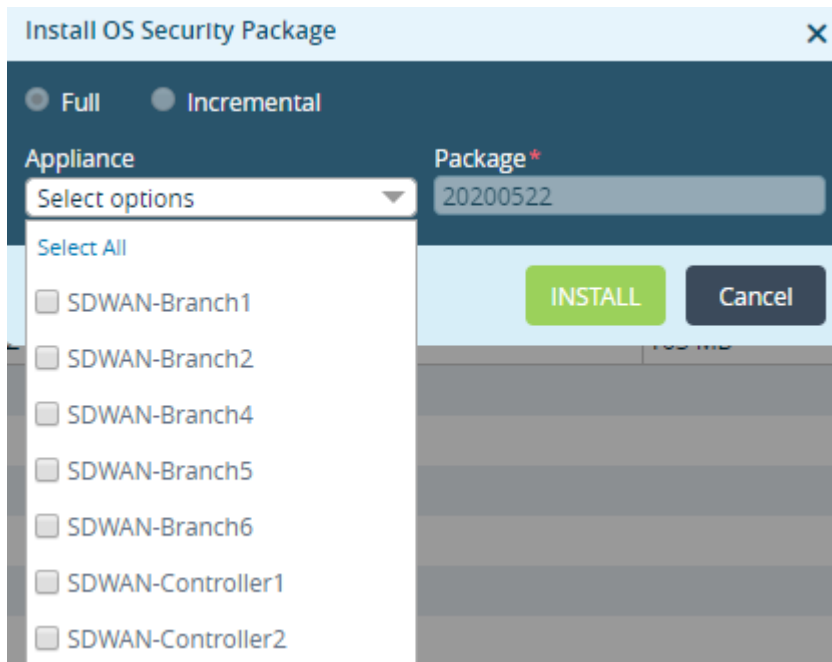 Install OS Security Package
Full Incremental
Appliance Package*
Select options 20200522
Select All
INSTALL Cancel
SDWAN-Branch1
SDWAN-Branch2
SDWAN-Branch4
SDWAN-Branch5
SDWAN-Branch6
SDWAN-Controller1
SDWAN-Controller2